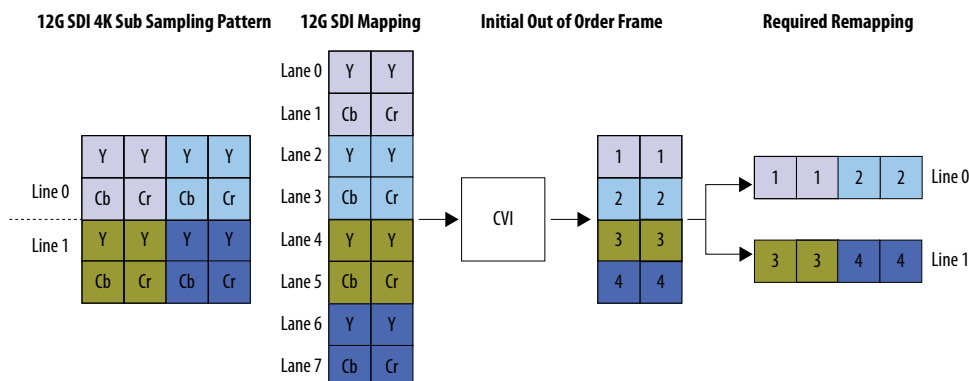 12G SDI 4K Sub Sampling Pattern
12G SDI Mapping
Initial Out of Order Frame
Required Remapping
Line 0
Line 1
Y Y Y Y
Cb Cr Cb Cr
Y Y Y Y
Cb Cr Cb Cr
Lane 0 Y Y
Lane 1 Cb Cr
Lane 2 Y Y
Lane 3 Cb Cr
Lane 4 Y Y
Lane 5 Cb Cr
Lane 6 Y Y
Lane 7 Cb Cr
CVI
1 1
2 2
3 3
4 4
1 1 2 2 Line 0
3 3 4 4 Line 1